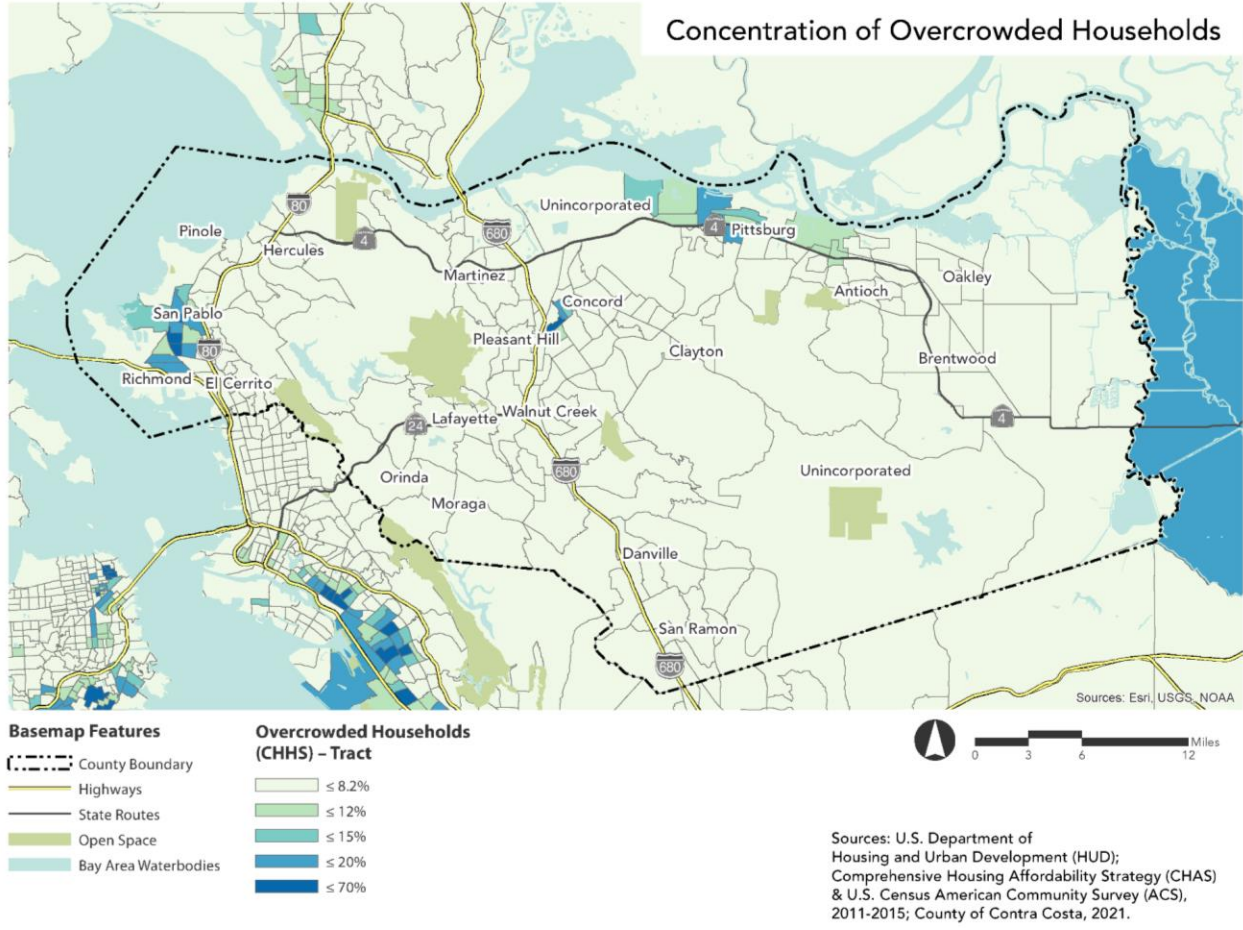 Concentration of Overcrowded Households
80
Unincorporated
Pinole
680
4
Pittsburg
Hercules
4
Martinez
Oakley
Antioch
San Pablo
Concord
Pleasant Hill
80
Clayton
Brentwood
Richmond
El Cerrito
Lafayette
Walnut Creek
24
4
680
Orinda
Unincorporated
Moraga
Danville
San Ramon
680
Sources: Esri, USGS, NOAA
Basemap Features
County Boundary
Highways
State Routes
Open Space
Bay Area Waterbodies
Overcrowded Households
(CHHS) – Tract
≤ 8.2%
≤ 12%
≤ 15%
≤ 20%
≤ 70%
Miles
0 3 6 12
Sources: U.S. Department of
Housing and Urban Development (HUD);
Comprehensive Housing Affordability Strategy (CHAS)
& U.S. Census American Community Survey (ACS),
2011-2015; County of Contra Costa, 2021.